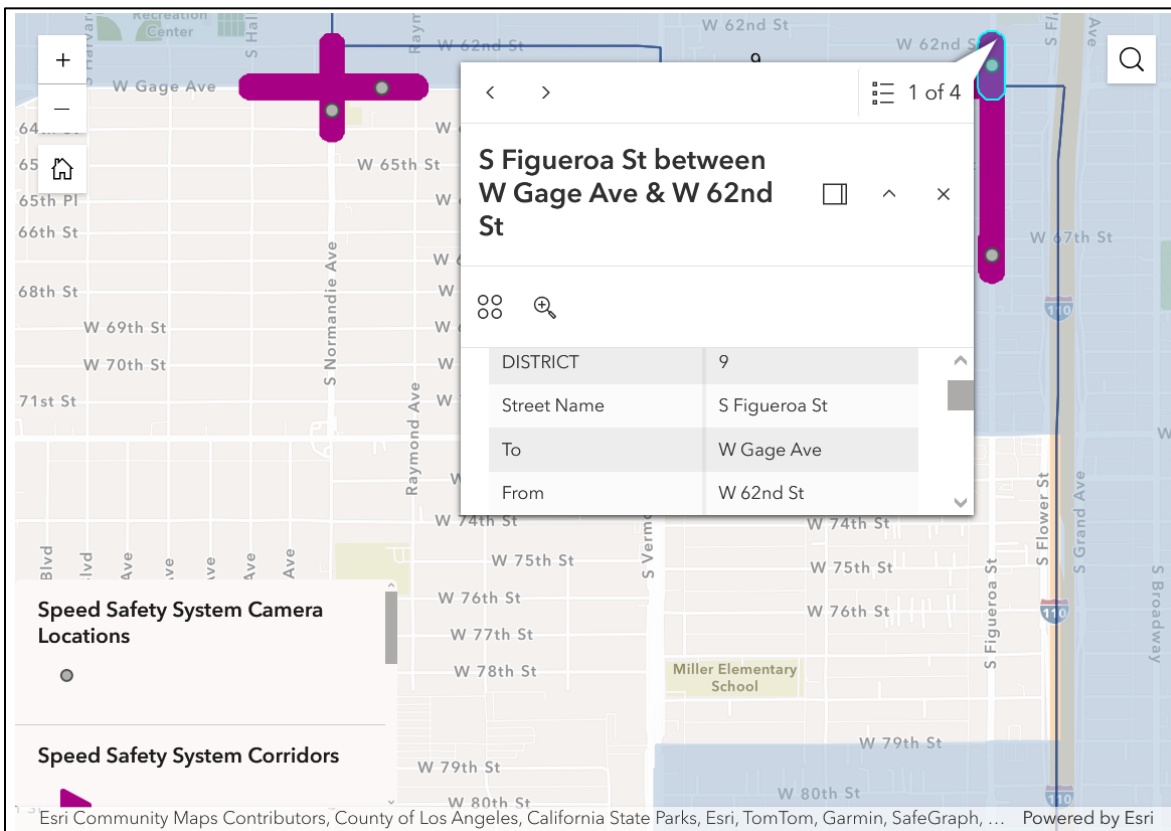 Recreation
Center
W 62nd St
W 62nd St
9
W Gage Ave
1 of 4
S Figueroa St between
W Gage Ave & W 62nd
St
W 65th St
65th Pl
66th St
W 67th St
68th St
W 69th St
W 70th St
71st St
S Normandie Ave
Raymond Ave
110
DISTRICT 9
Street Name S Figueroa St
To W Gage Ave
From W 62nd St
W 74th St
W 74th St
W 75th St
W 75th St
W 76th St
W 76th St
W 77th St
W 78th St
S Figueroa St
S Flower St
S Grand Ave
S Broadway
110
Blvd
Ave
Ave
Ave
Ave
Miller Elementary
School
Speed Safety System Camera
Locations
Speed Safety System Corridors
W 79th St
W 79th St
W 80th St
W 80th St
110
Esri Community Maps Contributors, County of Los Angeles, California State Parks, Esri, TomTom, Garmin, SafeGraph, ... Powered by Esri